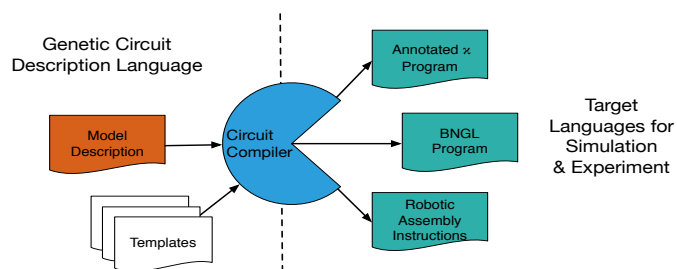 Genetic Circuit
Description Language
Model
Description
Templates
Circuit
Compiler
Annotated ϰ
Program
BNGL
Program
Robotic
Assembly
Instructions
Target
Languages for
Simulation
& Experiment